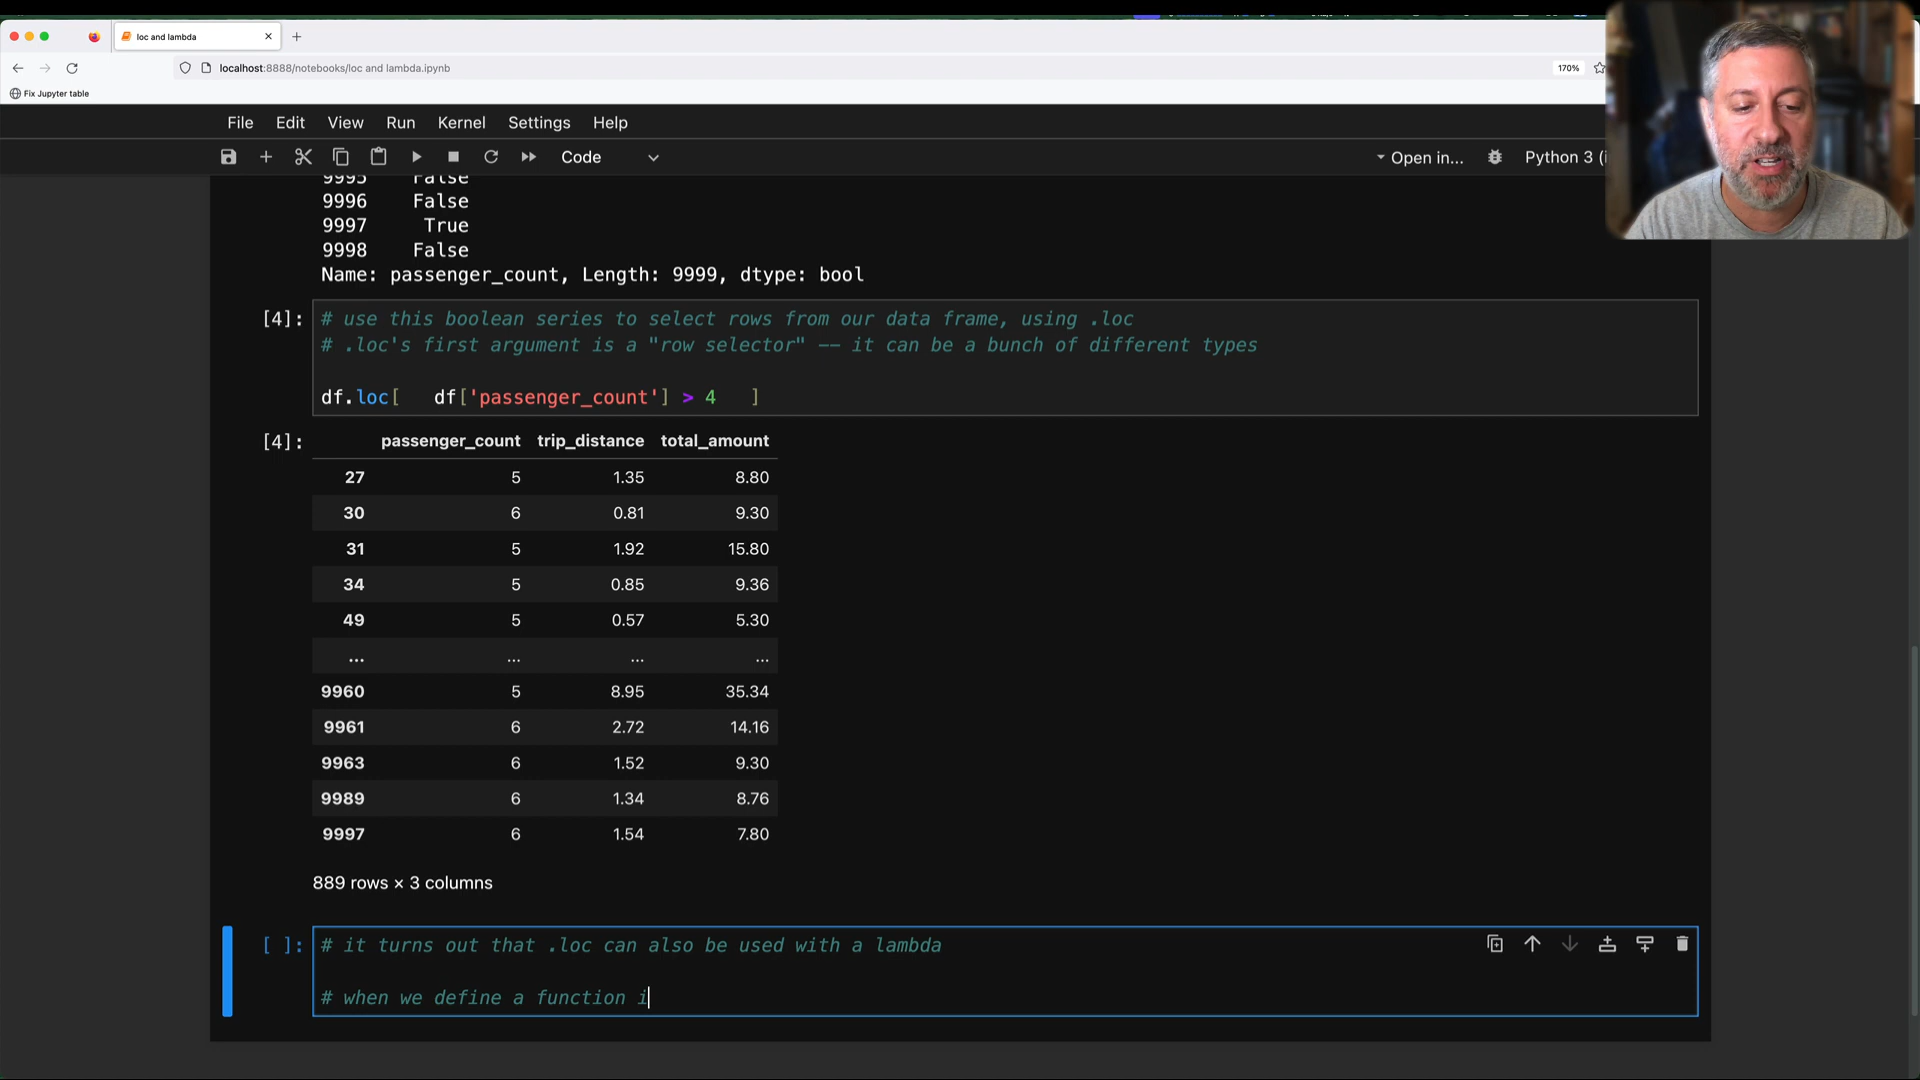 loc and lambda
localhost:8888/notebooks/loc and lambda.ipynb
170%
Fix Jupyter table
File Edit View Run Kernel Settings Help
Code
Open in...
Python 3 (i
9995 False
9996 False
9997 True
9998 False
Name: passenger_count, Length: 9999, dtype: bool
[4]: # use this boolean series to select rows from our data frame, using .loc
# .loc's first argument is a "row selector" -- it can be a bunch of different types
df.loc[ df['passenger_count'] > 4 ]
[4]: passenger_count trip_distance total_amount
27 5 1.35 8.80
30 6 0.81 9.30
31 5 1.92 15.80
34 5 0.85 9.36
49 5 0.57 5.30
... ... ... ...
9960 5 8.95 35.34
9961 6 2.72 14.16
9963 6 1.52 9.30
9989 6 1.34 8.76
9997 6 1.54 7.80
889 rows × 3 columns
[ ]: # it turns out that .loc can also be used with a lambda
# when we define a function i